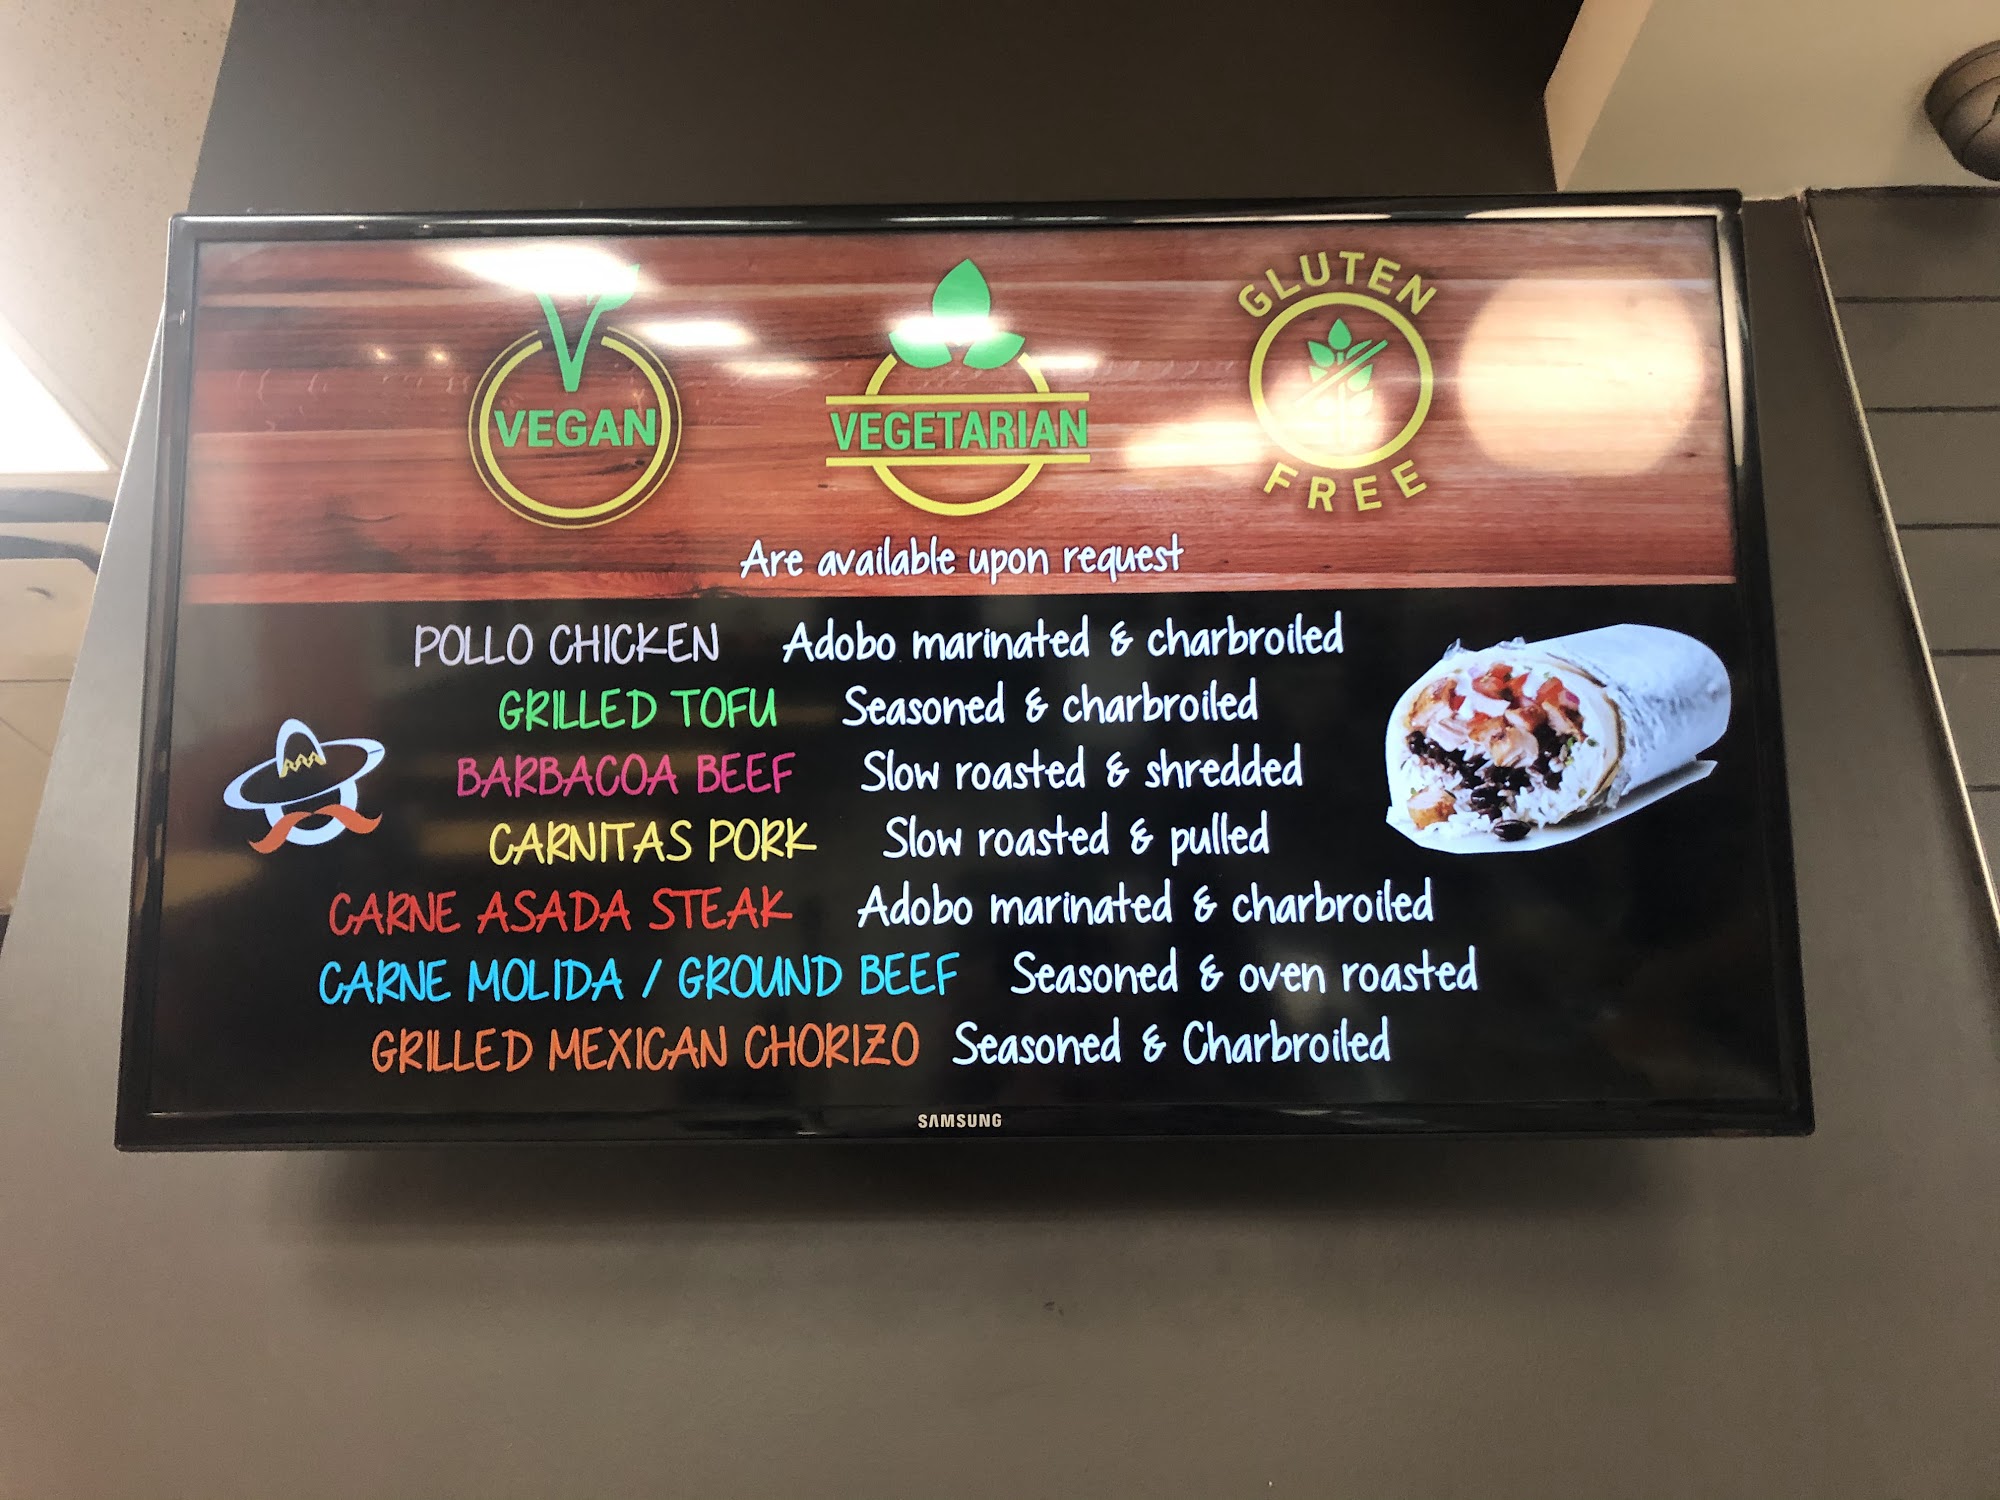 VEGAN
VEGETARIAN
GLUTEN
FREE
Are available upon request
POLLO CHICKEN Adobo marinated & charbroiled
GRILLED TOFU Seasoned & charbroiled
BARBACOA BEEF Slow roasted & shredded
CARNITAS PORK Slow roasted & pulled
CARNE ASADA STEAK Adobo marinated & charbroiled
CARNE MOLIDA / GROUND BEEF Seasoned & oven roasted
GRILLED MEXICAN CHORIZO Seasoned & Charbroiled
SAMSUNG